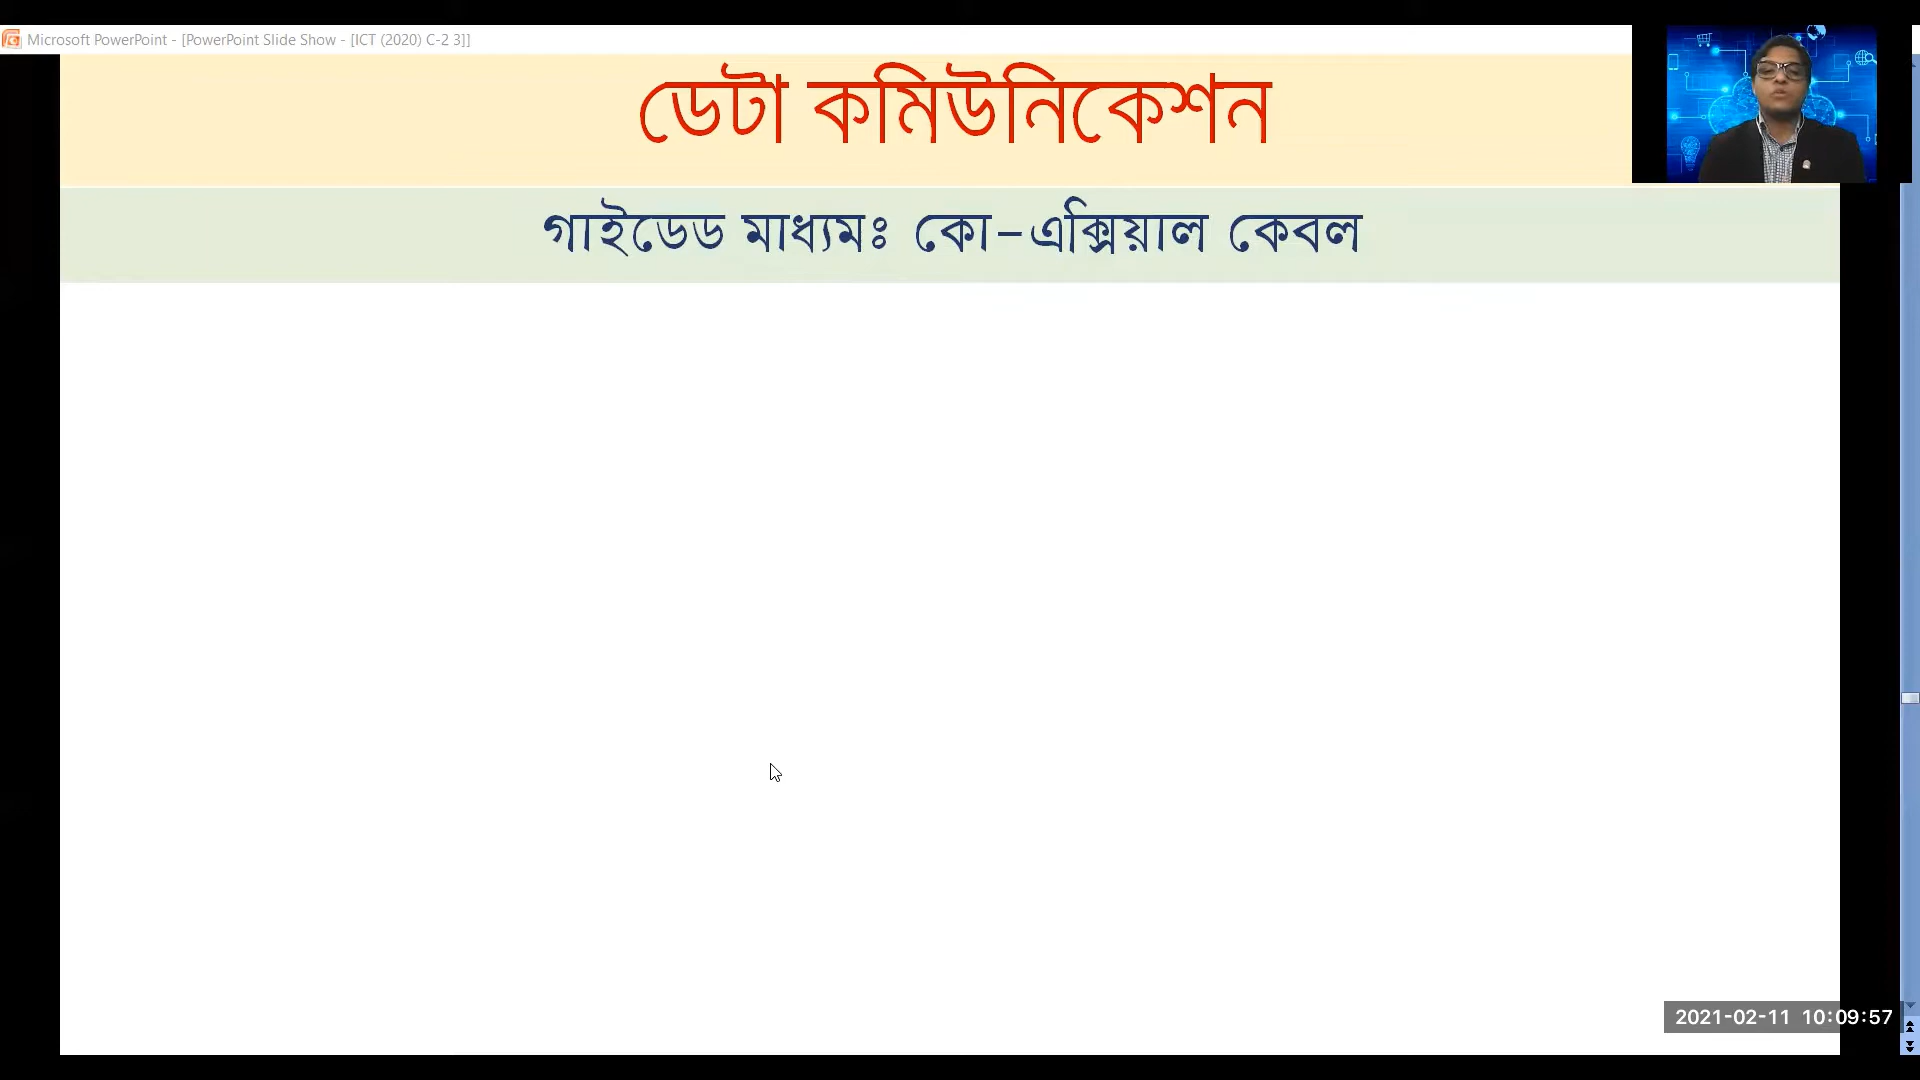 Microsoft PowerPoint - [PowerPoint Slide Show - [ICT (2020) C-2 3]]
ডেটা কমিউনিকেশন
গাইডেড মাধ্যমঃ কো-এক্সিয়াল কেবল
2021-02-11 10:09:57